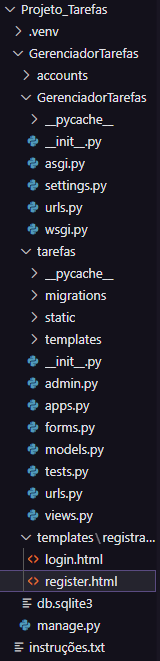 Projeto_Tarefas
.venv
GerenciadorTarefas
accounts
GerenciadorTarefas
__pycache__
__init__.py
asgi.py
settings.py
urls.py
wsgi.py
tarefas
__pycache__
migrations
static
templates
__init__.py
admin.py
apps.py
forms.py
models.py
tests.py
urls.py
views.py
templates\registra...
login.html
register.html
db.sqlite3
manage.py
instruções.txt